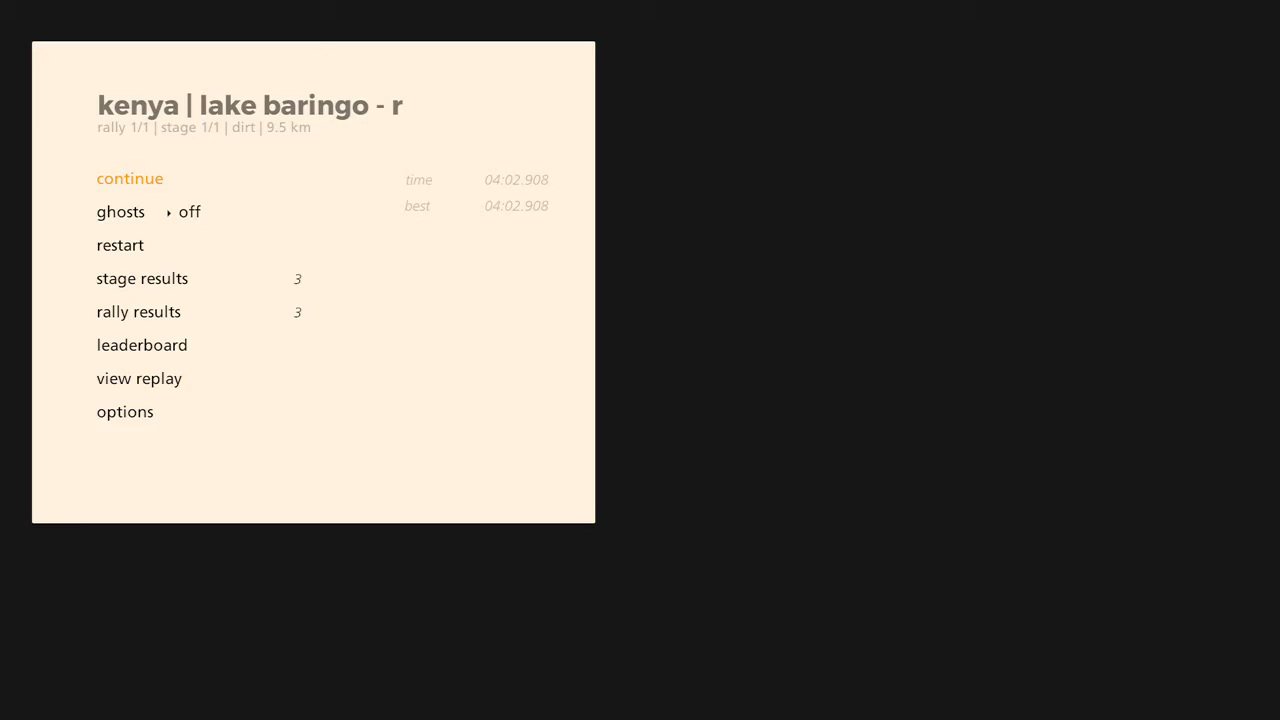 kenya | lake baringo - r
rally 1/1 | stage 1/1 | dirt | 9.5 km
continue
time 04:02.908
best 04:02.908
ghosts off
restart
stage results 3
rally results 3
leaderboard
view replay
options